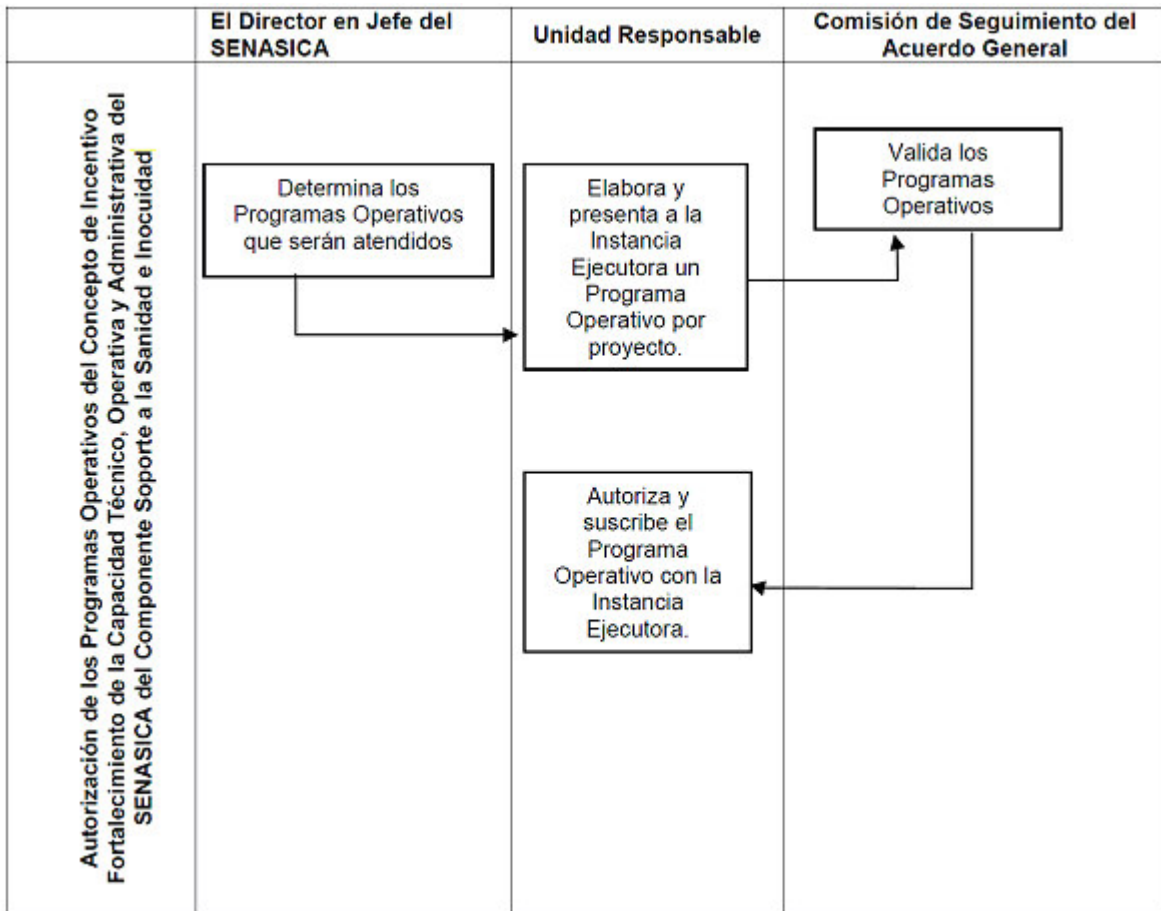 El Director en Jefe del
SENASICA
Unidad Responsable
Comisión de Seguimiento del
Acuerdo General
Autorización de los Programas Operativos del Concepto de Incentivo
Fortalecimiento de la Capacidad Técnico, Operativa y Administrativa del
SENASICA del Componente Soporte a la Sanidad e Inocuidad
Determina los
Programas Operativos
que serán atendidos
Elabora y
presenta a la
Instancia
Ejecutora un
Programa
Operativo por
proyecto.
Valida los
Programas
Operativos
Autoriza y
suscribe el
Programa
Operativo con la
Instancia
Ejecutora.